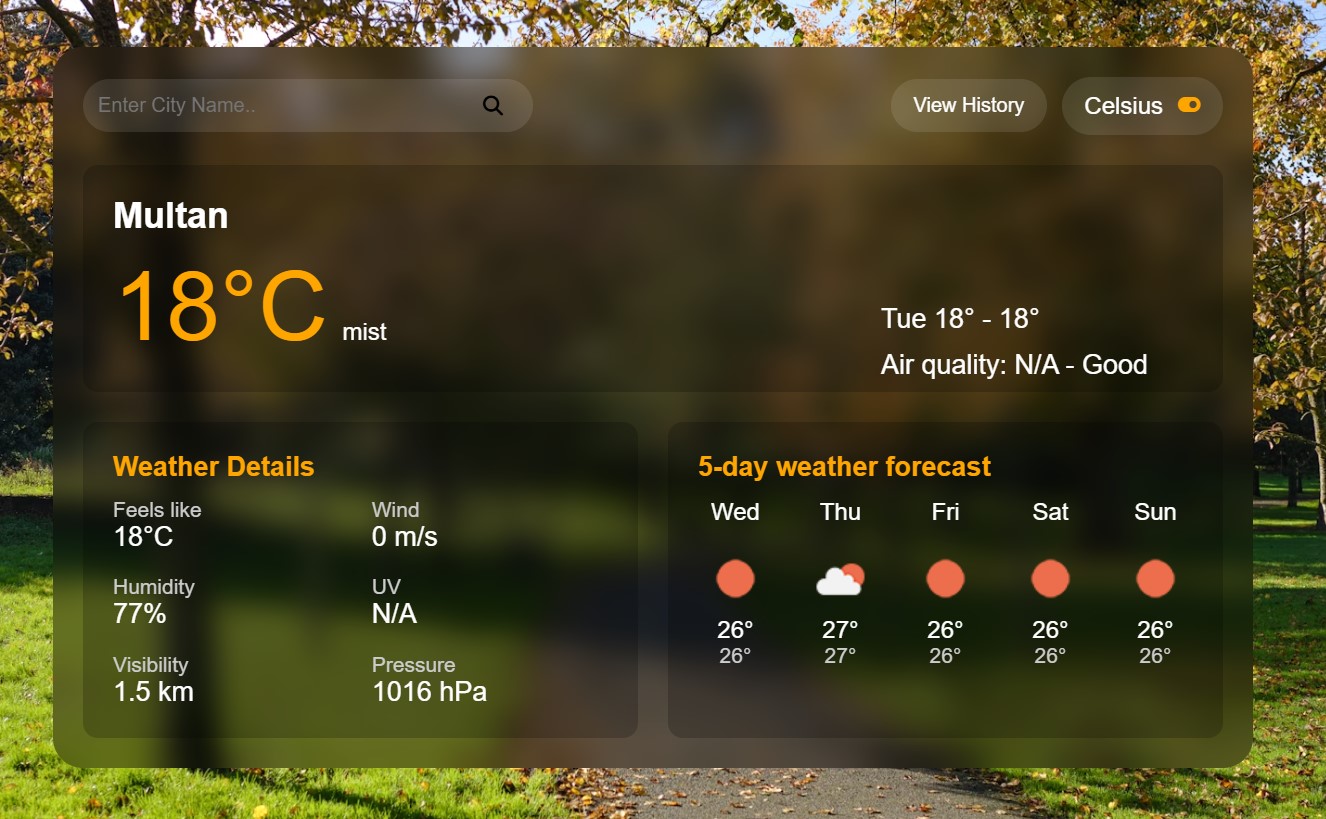 Enter City Name..
View History
Celsius
Multan
18°C mist
Tue 18° - 18°
Air quality: N/A - Good
Weather Details
Feels like
18°C
Wind
0 m/s
Humidity
77%
UV
N/A
Visibility
1.5 km
Pressure
1016 hPa
5-day weather forecast
Wed Thu Fri Sat Sun
26° 27° 26° 26° 26°
26° 27° 26° 26° 26°